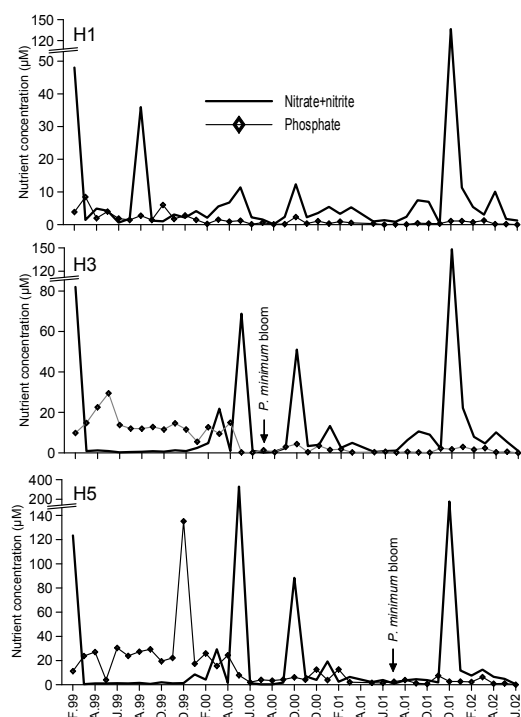 H1
Nutrient concentration (µM)
150
100
50
40
30
20
10
0
Nitrate+nitrite
Phosphate
H3
Nutrient concentration (µM)
150
100
80
60
40
20
0
P. minimum bloom
H5
Nutrient concentration (µM)
400
200
140
120
100
80
60
40
20
0
P. minimum bloom
F.99
A.99
J.99
A.99
O.99
D.99
F.00
A.00
J.00
A.00
O.00
D.00
F.01
A.01
J.01
A.01
O.01
D.01
F.02
A.02